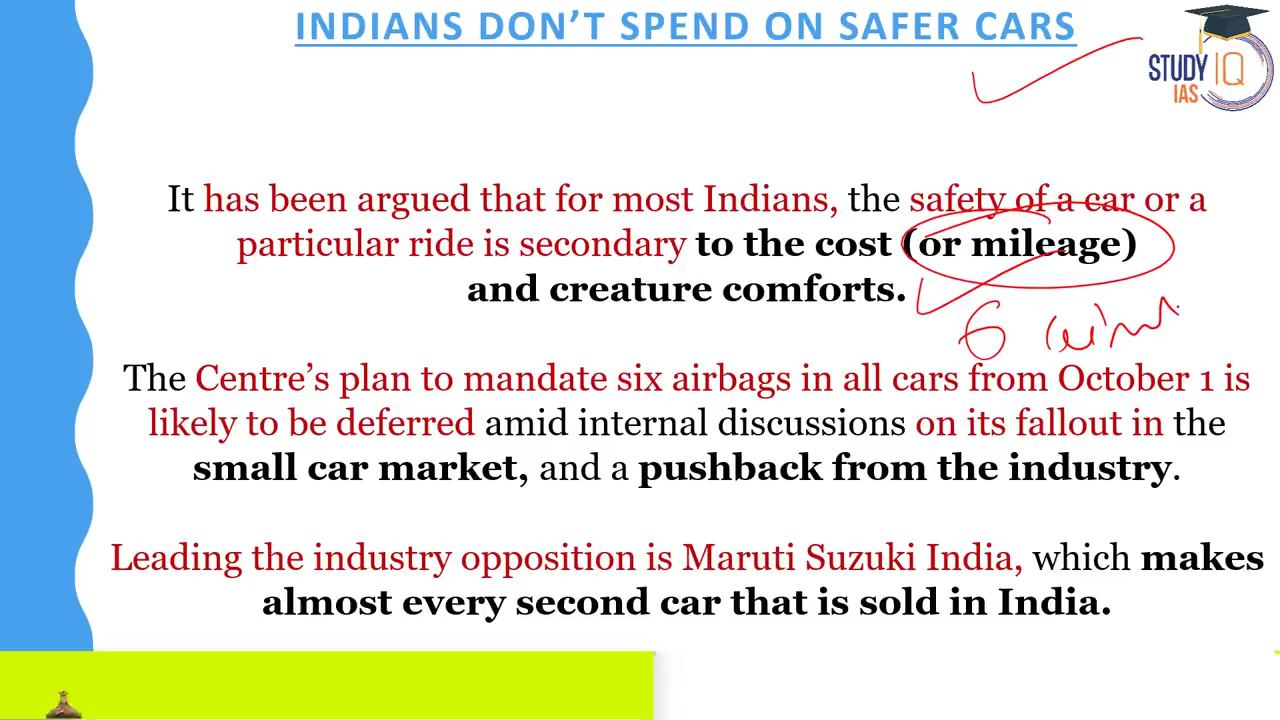 INDIANS DON'T SPEND ON SAFER CARS
STUDY IQ
IAS
It has been argued that for most Indians, the safety of a car or a
particular ride is secondary to the cost (or mileage)
and creature comforts.
6
The Centre's plan to mandate six airbags in all cars from October 1 is
likely to be deferred amid internal discussions on its fallout in the
small car market, and a pushback from the industry.
Leading the industry opposition is Maruti Suzuki India, which makes
almost every second car that is sold in India.